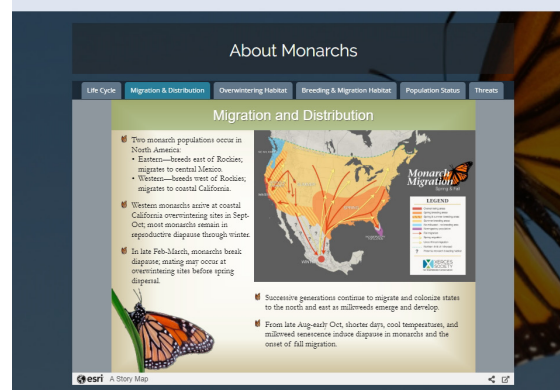 About Monarchs
Life Cycle
Migration & Distribution
Overwintering Habitat
Breeding & Migration Habitat
Population Status
Threats
Migration and Distribution
Two monarch populations occur in
North America:
• Eastern—breeds east of Rockies;
migrates to central Mexico.
• Western—breeds west of Rockies;
migrates to coastal California.
Western monarchs arrive at coastal
California overwintering sites in Sept-
Oct; most monarchs remain in
reproductive diapause through winter.
In late Feb-March, monarchs break
diapause; mating may occur at
overwintering sites before spring
dispersal.
Monarch
Migration
Spring & Fall
LEGEND
XERCES
SOCIETY
Successive generations continue to migrate and colonize states
to the north and east as milkweeds emerge and develop.
From late Aug-early Oct, shorter days, cool temperatures, and
milkweed senescence induce diapause in monarchs and the
onset of fall migration.
esri A Story Map